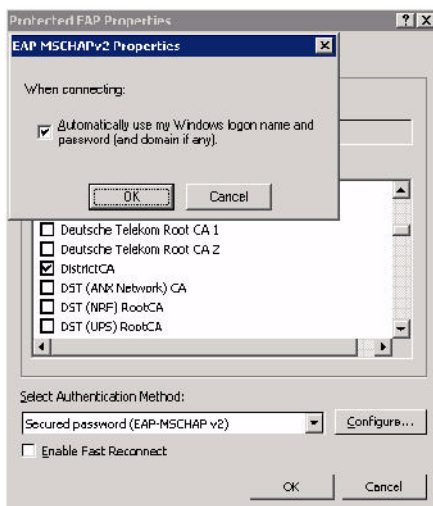 Protected EAP Properties
EAP MSCHAPv2 Properties
When connecting:
Automatically use my Windows logon name and
password (and domain if any).
OK
Cancel
Deutsche Telekom Root CA 1
Deutsche Telekom Root CA 2
DistrictCA
DST (ANX Network) CA
DST (NRF) RootCA
DST (UPS) RootCA
Select Authentication Method:
Secured password (EAP-MSCHAP v2)
Configure...
Enable Fast Reconnect
OK
Cancel